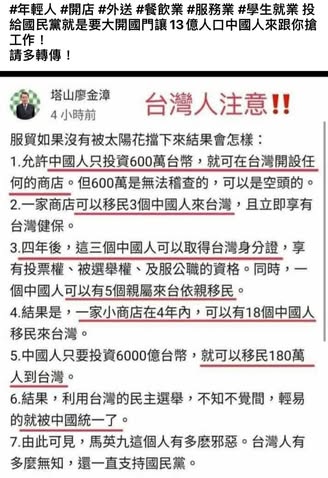 #年輕人 #開店 #外送 #餐飲業 #服務業 #學生就業 投
給國民黨就是要大開國門讓13億人口中國人來跟你搶
工作！
請多轉傳！
塔山廖金漳
4 小時前
台灣人注意!!
服貿如果沒有被太陽花擋下來結果會怎樣：
1.允許中國人只投資600萬台幣，就可在台灣開設任
何的商店。但600萬是無法稽查的，可以是空頭的。
2.一家商店可以移民3個中國人來台灣，且立即享有
台灣健保。
3.四年後，這三個中國人可以取得台灣身分證，享
有投票權、被選舉權、及服公職的資格。同時，一
個中國人可以有5個親屬來台依親移民。
4.結果是，一家小商店在4年內，可以有18個中國人
移民來台灣。
5.中國人只要投資6000億台幣，就可以移民180萬
人到台灣。
6.結果，利用台灣的民主選舉，不知不覺間，輕易
的就被中國統一了。
7.由此可見，馬英九這個人有多麼邪惡。台灣人有
多麼無知，還一直支持國民黨。